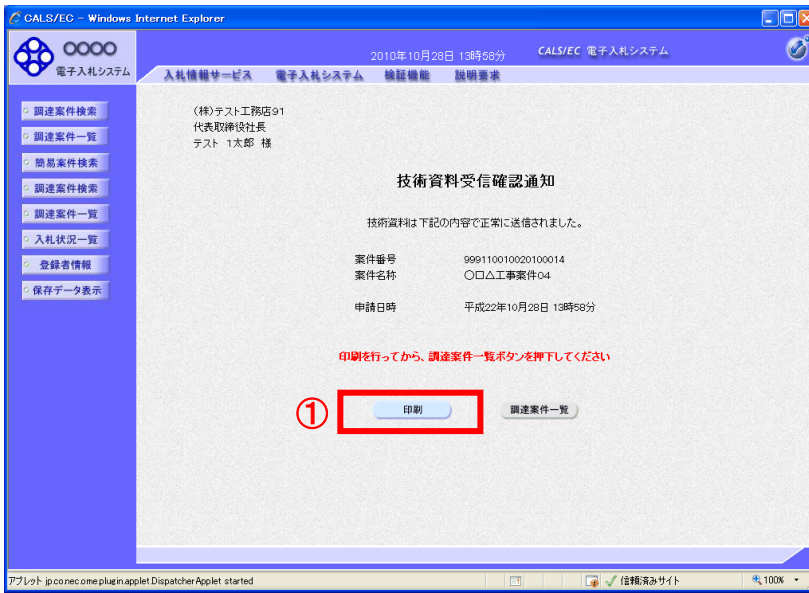 CALS/EC - Windows Internet Explorer
○○○○
電子入札システム
2010年10月28日 13時58分
CALS/EC 電子入札システム
入札情報サービス 電子入札システム 検証機能 説明要求
調達案件検索
調達案件一覧
簡易案件検索
調達案件検索
調達案件一覧
入札状況一覧
登録者情報
保存データ表示
(株)テスト工務店91
代表取締役社長
テスト 1太郎 様
技術資料受信確認通知
技術資料は下記の内容で正常に送信されました。
案件番号 999110010020100014
案件名称 ○□△工事案件04
申請日時 平成22年10月28日 13時58分
印刷を行ってから、調達案件一覧ボタンを押下してください
① 印刷 調達案件一覧
アプレット jp.co.nec.ome.plugin.applet.DispatcherApplet started
信頼済みサイト
100%